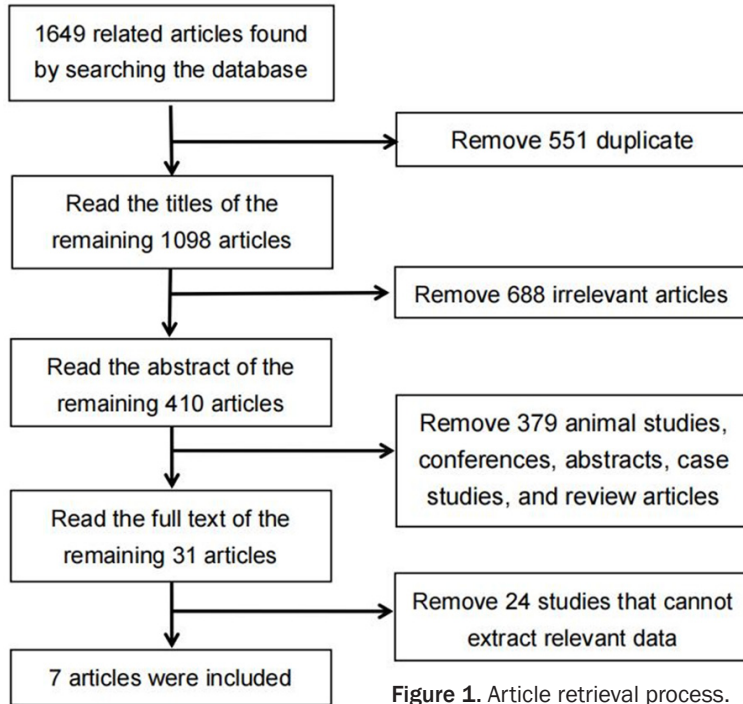 1649 related articles found
by searching the database
Remove 551 duplicate
Read the titles of the
remaining 1098 articles
Remove 688 irrelevant articles
Read the abstract of the
remaining 410 articles
Remove 379 animal studies,
conferences, abstracts, case
studies, and review articles
Read the full text of the
remaining 31 articles
Remove 24 studies that cannot
extract relevant data
7 articles were included
Figure 1. Article retrieval process.